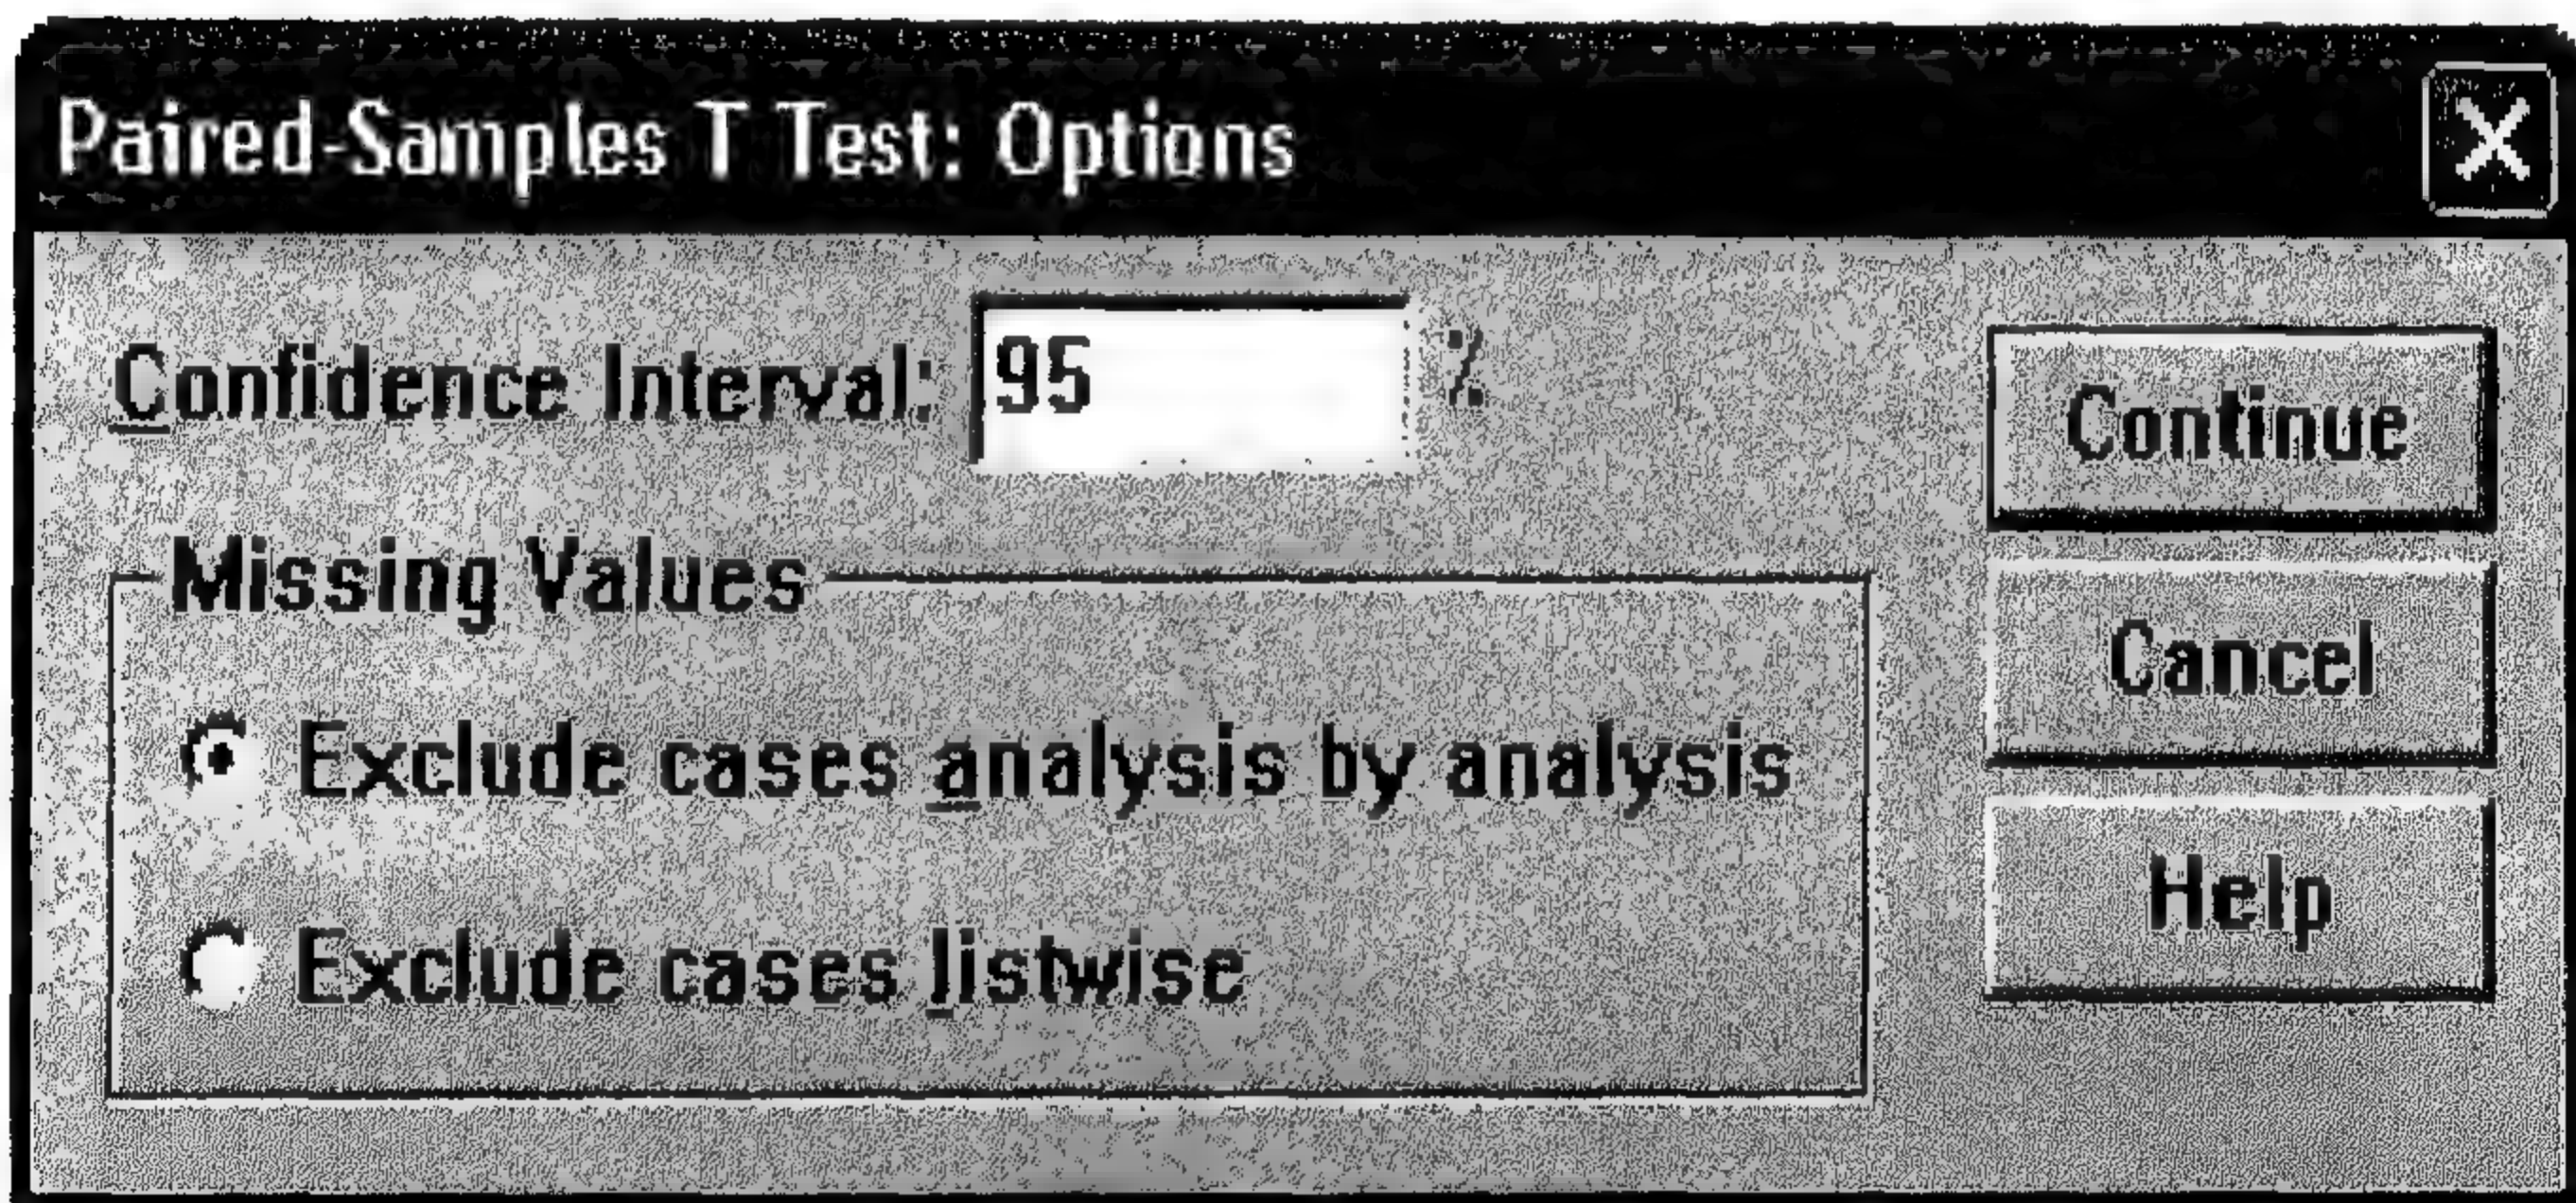 Paired-Samples T Test: Options
Confidence Interval: 95 %
Continue
Missing Values
Cancel
Exclude cases analysis by analysis
Help
Exclude cases listwise